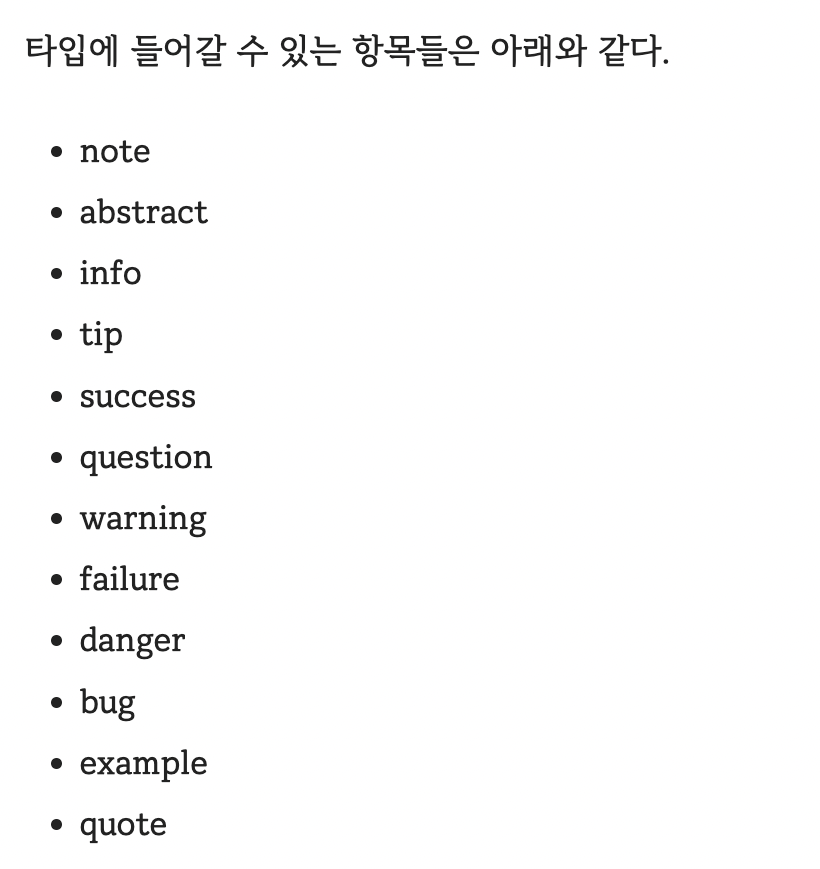 타입에 들어갈 수 있는 항목들은 아래와 같다.
• note
• abstract
• info
• tip
• success
• question
• warning
• failure
• danger
• bug
• example
• quote